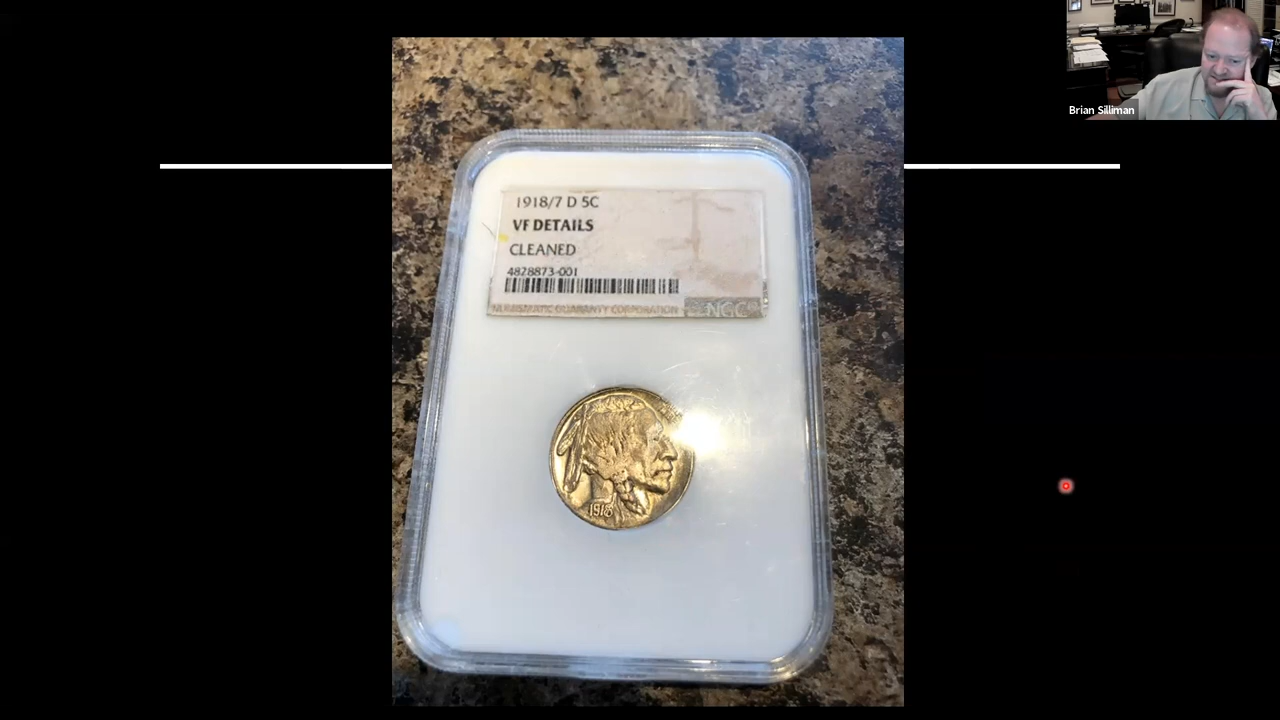 Brian Silliman
1918/7 D 5C
VF DETAILS
CLEANED
4828873-001
NUMISMATIC GUARANTY CORPORATION
NGC
1918